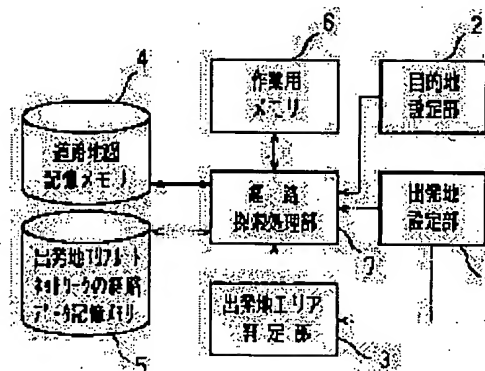 6
2
4
作業用
メモリ
目的地
設定部
道路地図
記憶メモリ
経路
探索処理部
出発地
設定部
7
出発地エリアルート
ネットワークの経路
データ記憶メモリ
出発地エリア
判定部
5
3